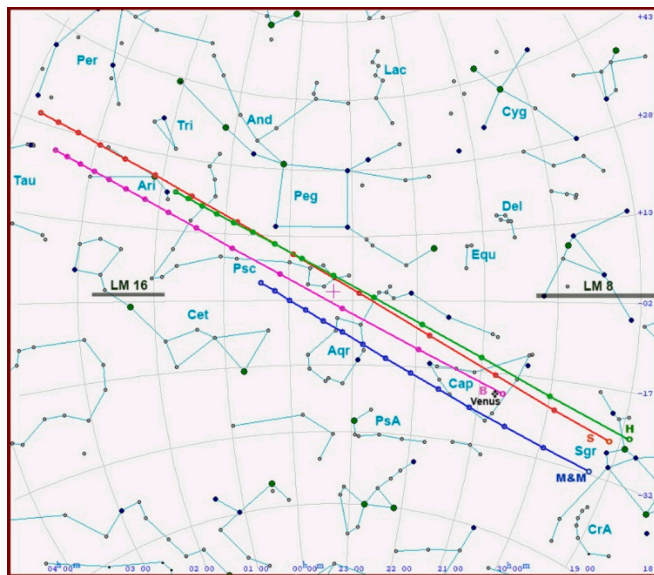 +43
Per
Lac
And
Cyg
+28
Tri
Tau
Ari
Peg
Del
+13
Equ
Psc
LM 16
LM 8
-02
Cet
Aqr
Cap
B
Venus
-17
PsA
S
H
Sgr
M&M
-32
CrA
04 h 00 m
03 00
02 00
01 h 00 m
00 00
23 00
22 h 00 m
21 00
20 00
19 h 00 m
18